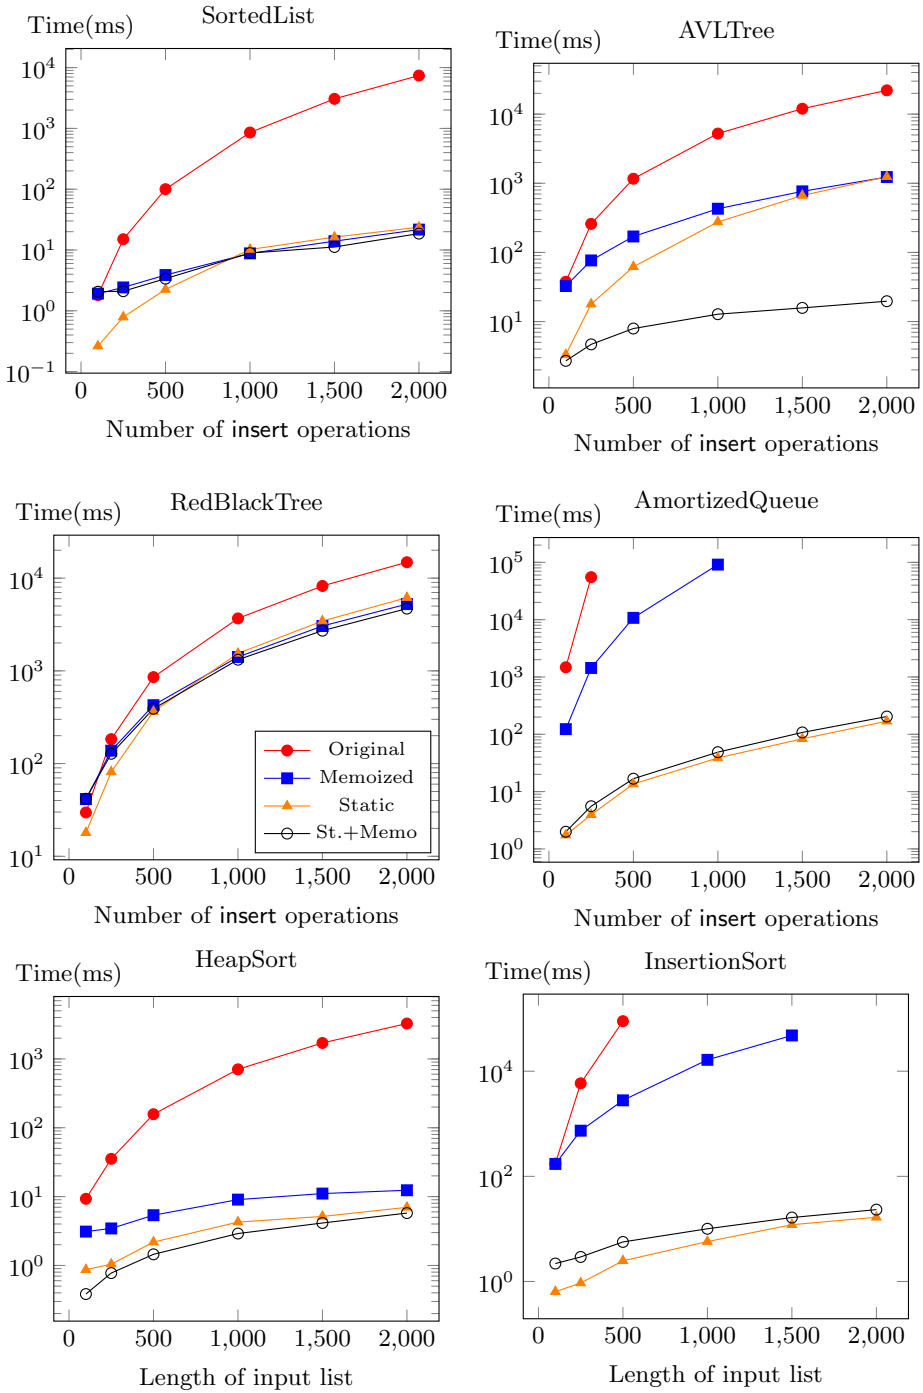 SortedList
Time(ms)
10^4
10^3
10^2
10^1
10^0
10^−1
0 500 1,000 1,500 2,000
Number of insert operations
AVLTree
Time(ms)
10^4
10^3
10^2
10^1
0 500 1,000 1,500 2,000
Number of insert operations
RedBlackTree
Time(ms)
10^4
10^3
10^2
10^1
Original
Memoized
Static
St.+Memo
0 500 1,000 1,500 2,000
Number of insert operations
AmortizedQueue
Time(ms)
10^5
10^4
10^3
10^2
10^1
10^0
0 500 1,000 1,500 2,000
Number of insert operations
HeapSort
Time(ms)
10^3
10^2
10^1
10^0
0 500 1,000 1,500 2,000
Length of input list
InsertionSort
Time(ms)
10^4
10^2
10^0
0 500 1,000 1,500 2,000
Length of input list